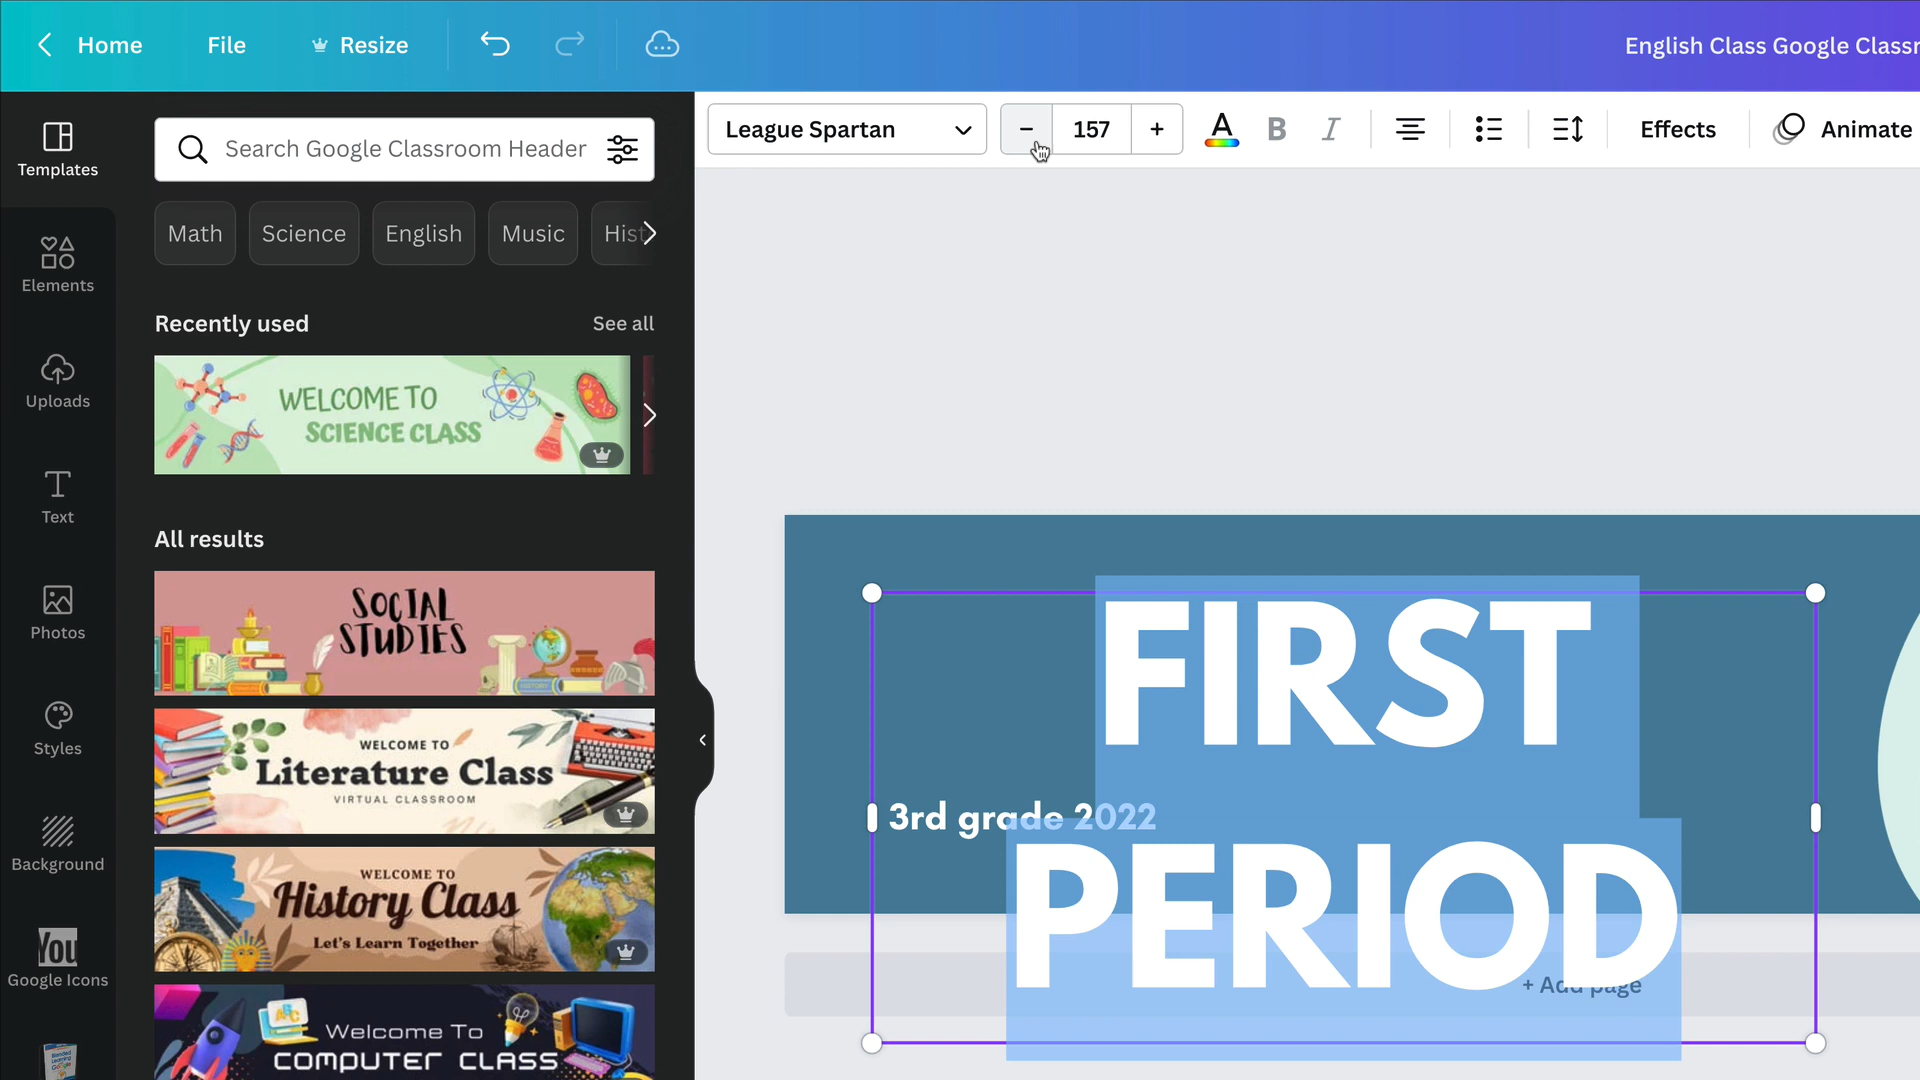 Home File Resize English Class Google Classr
League Spartan − 157 + A B I Effects Animate
Templates
Elements
Uploads
Text
Photos
Styles
Background
You
Google Icons
Search Google Classroom Header
Math Science English Music Hist
Recently used See all
WELCOME TO
SCIENCE CLASS
All results
SOCIAL
STUDIES
WELCOME TO
Literature Class
VIRTUAL CLASSROOM
WELCOME TO
History Class
Let's Learn Together
ABC
Welcome To
COMPUTER CLASS
FIRST
3rd grade 2022
PERIOD
+ Add page